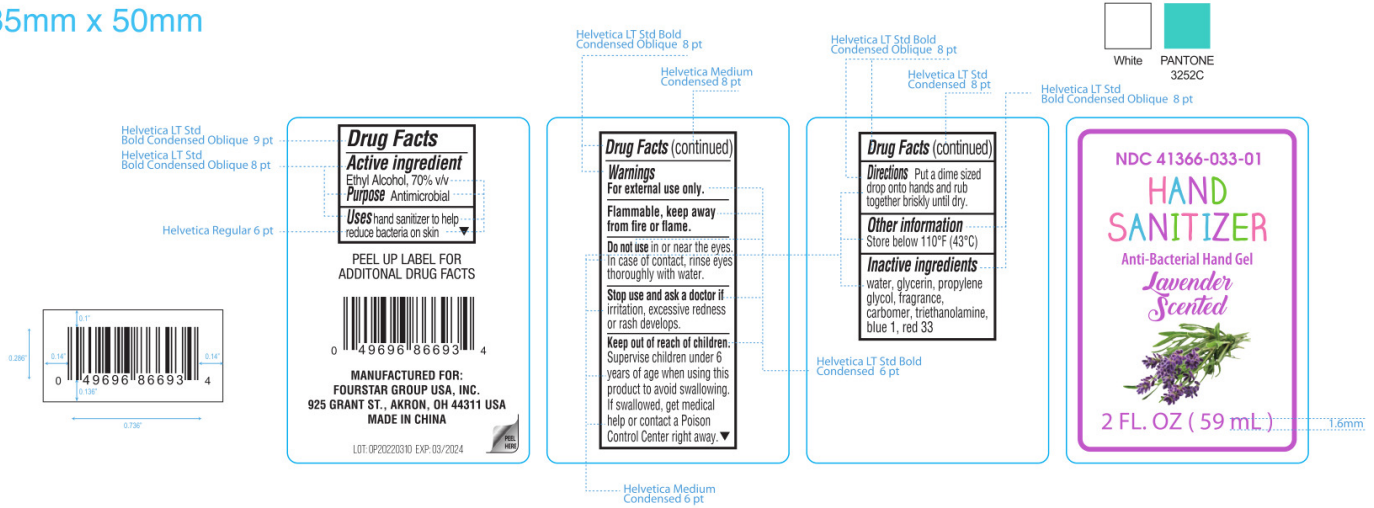 35mm x 50mm
White
PANTONE
3252C
Helvetica LT Std
Bold Condensed Oblique 9 pt
Helvetica LT Std
Bold Condensed Oblique 8 pt
Helvetica Regular 6 pt
0.1"
0.286"
0.14"
0.14"
0 49696 86693 4
0.136"
0.736"
Drug Facts
Active ingredient
Ethyl Alcohol, 70% v/v
Purpose Antimicrobial
Uses hand sanitizer to help
reduce bacteria on skin ▼
PEEL UP LABEL FOR
ADDITONAL DRUG FACTS
0 49696 86693 4
MANUFACTURED FOR:
FOURSTAR GROUP USA, INC.
925 GRANT ST., AKRON, OH 44311 USA
MADE IN CHINA
LOT: OP20220310 EXP: 03/2024
PEEL
HERE
Helvetica LT Std Bold
Condensed Oblique 8 pt
Helvetica Medium
Condensed 8 pt
Drug Facts (continued)
Warnings
For external use only.
Flammable, keep away
from fire or flame.
Do not use in or near the eyes.
In case of contact, rinse eyes
thoroughly with water.
Stop use and ask a doctor if
irritation, excessive redness
or rash develops.
Keep out of reach of children.
Supervise children under 6
years of age when using this
product to avoid swallowing.
If swallowed, get medical
help or contact a Poison
Control Center right away. ▼
Helvetica Medium
Condensed 6 pt
Helvetica LT Std Bold
Condensed Oblique 8 pt
Helvetica LT Std
Condensed 8 pt
Helvetica LT Std
Bold Condensed Oblique 8 pt
Drug Facts (continued)
Directions Put a dime sized
drop onto hands and rub
together briskly until dry.
Other information
Store below 110°F (43°C)
Inactive ingredients
water, glycerin, propylene
glycol, fragrance,
carbomer, triethanolamine,
blue 1, red 33
Helvetica LT Std Bold
Condensed 6 pt
NDC 41366-033-01
HAND
SANITIZER
Anti-Bacterial Hand Gel
Lavender
Scented
2 FL. OZ ( 59 mL )
1.6mm